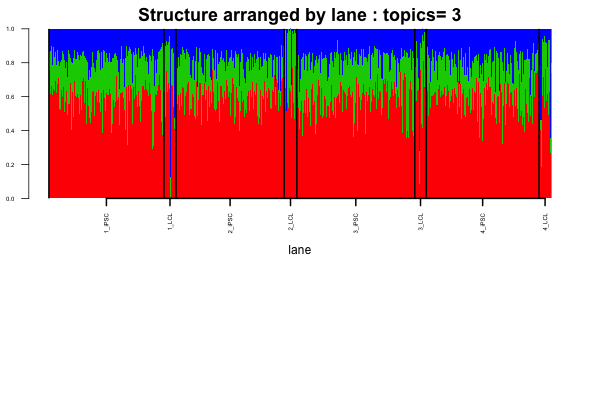 Structure arranged by lane : topics= 3
1.0
0.8
0.6
0.4
0.2
0.0
1_iPSC
1_LCL
2_iPSC
2_LCL
3_iPSC
3_LCL
4_iPSC
4_LCL
lane